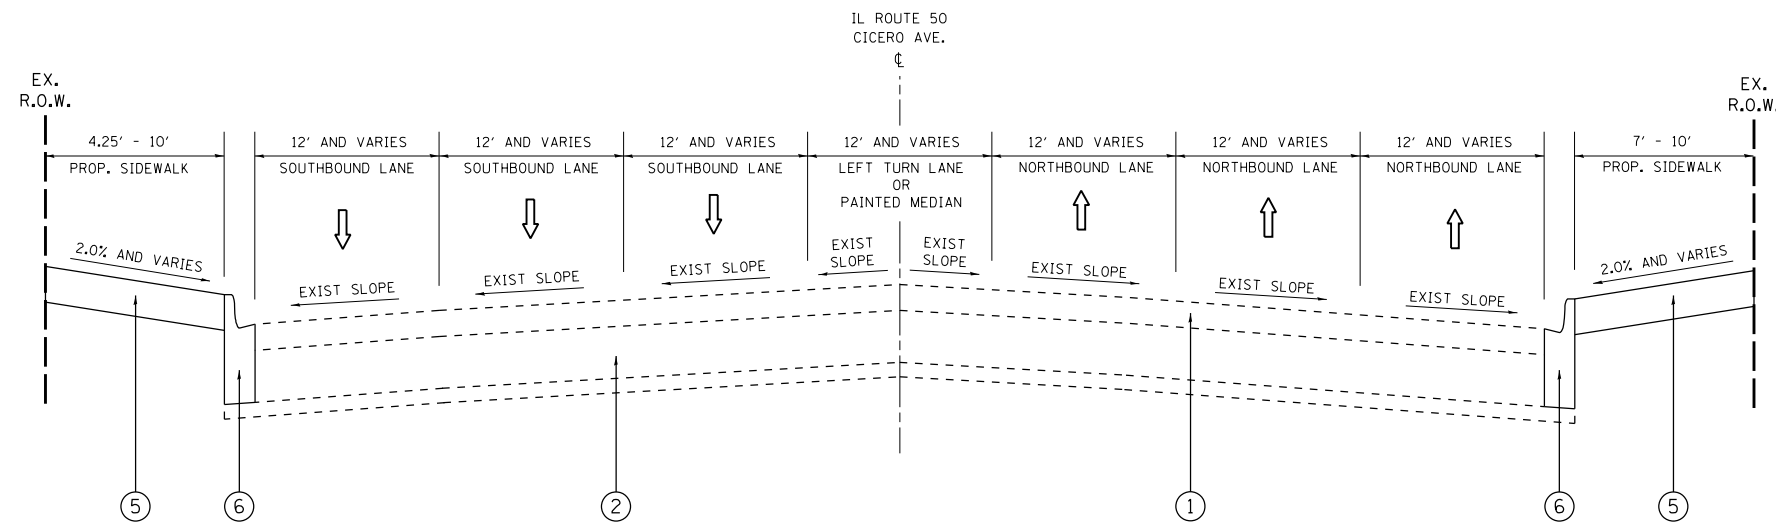 IL ROUTE 50
CICERO AVE.
℄
EX.
R.O.W.
EX.
R.O.W.
4.25' - 10'
PROP. SIDEWALK
12' AND VARIES
SOUTHBOUND LANE
12' AND VARIES
SOUTHBOUND LANE
12' AND VARIES
SOUTHBOUND LANE
12' AND VARIES
LEFT TURN LANE
OR
PAINTED MEDIAN
12' AND VARIES
NORTHBOUND LANE
12' AND VARIES
NORTHBOUND LANE
12' AND VARIES
NORTHBOUND LANE
7' - 10'
PROP. SIDEWALK
2.0% AND VARIES
EXIST SLOPE
EXIST SLOPE
EXIST SLOPE
EXIST
SLOPE
EXIST
SLOPE
EXIST SLOPE
EXIST SLOPE
EXIST SLOPE
2.0% AND VARIES
5
6
2
1
6
5